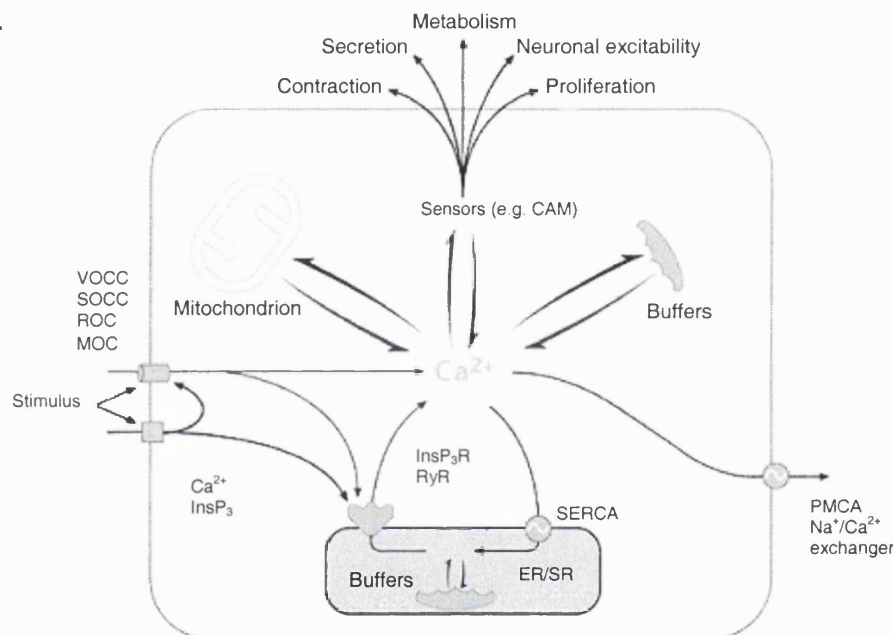 Metabolism
Secretion
Neuronal excitability
Contraction
Proliferation
Sensors (e.g. CAM)
VOCC
SOCC
ROC
MOC
Mitochondrion
Buffers
Ca²⁺
Stimulus
InsP₃R
RyR
Ca²⁺
InsP₃
SERCA
PMCA
Na⁺/Ca²⁺
exchanger
Buffers
ER/SR